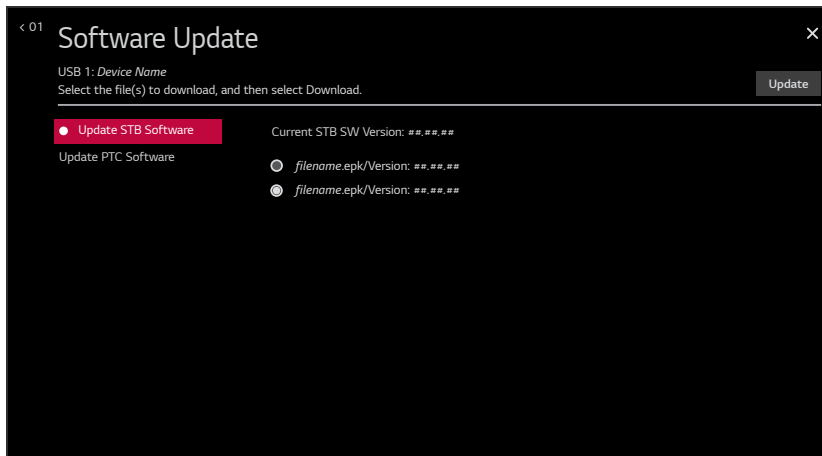 < 01
Software Update
USB 1: Device Name
Select the file(s) to download, and then select Download.
Update
Update STB Software
Current STB SW Version: ##.##.##
Update PTC Software
filename.epk/Version: ##.##.##
filename.epk/Version: ##.##.##